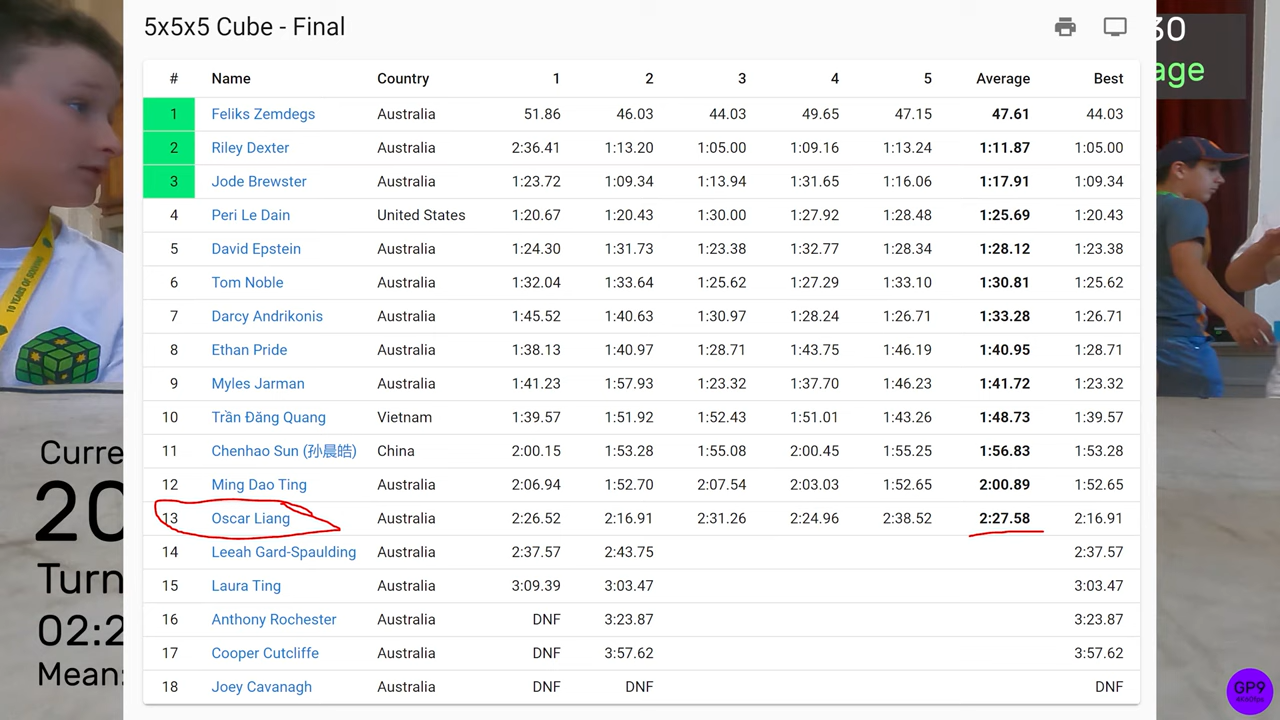 5x5x5 Cube - Final
# Name Country 1 2 3 4 5 Average Best
1 Feliks Zemdegs Australia 51.86 46.03 44.03 49.65 47.15 47.61 44.03
2 Riley Dexter Australia 2:36.41 1:13.20 1:05.00 1:09.16 1:13.24 1:11.87 1:05.00
3 Jode Brewster Australia 1:23.72 1:09.34 1:13.94 1:31.65 1:16.06 1:17.91 1:09.34
4 Peri Le Dain United States 1:20.67 1:20.43 1:30.00 1:27.92 1:28.48 1:25.69 1:20.43
5 David Epstein Australia 1:24.30 1:31.73 1:23.38 1:32.77 1:28.34 1:28.12 1:23.38
6 Tom Noble Australia 1:32.04 1:33.64 1:25.62 1:27.29 1:33.10 1:30.81 1:25.62
7 Darcy Andrikonis Australia 1:45.52 1:40.63 1:30.97 1:28.24 1:26.71 1:33.28 1:26.71
8 Ethan Pride Australia 1:38.13 1:40.97 1:28.71 1:43.75 1:46.19 1:40.95 1:28.71
9 Myles Jarman Australia 1:41.23 1:57.93 1:23.32 1:37.70 1:46.23 1:41.72 1:23.32
10 Trần Đăng Quang Vietnam 1:39.57 1:51.92 1:52.43 1:51.01 1:43.26 1:48.73 1:39.57
11 Chenhao Sun (孙晨皓) China 2:00.15 1:53.28 1:55.08 2:00.45 1:55.25 1:56.83 1:53.28
12 Ming Dao Ting Australia 2:06.94 1:52.70 2:07.54 2:03.03 1:52.65 2:00.89 1:52.65
13 Oscar Liang Australia 2:26.52 2:16.91 2:31.26 2:24.96 2:38.52 2:27.58 2:16.91
14 Leeah Gard-Spaulding Australia 2:37.57 2:43.75 2:37.57
15 Laura Ting Australia 3:09.39 3:03.47 3:03.47
16 Anthony Rochester Australia DNF 3:23.87 3:23.87
17 Cooper Cutcliffe Australia DNF 3:57.62 3:57.62
18 Joey Cavanagh Australia DNF DNF DNF
30
age
10 YEARS OF SOLVING
Curre
20
Turn
02:2
Mean:
GP9